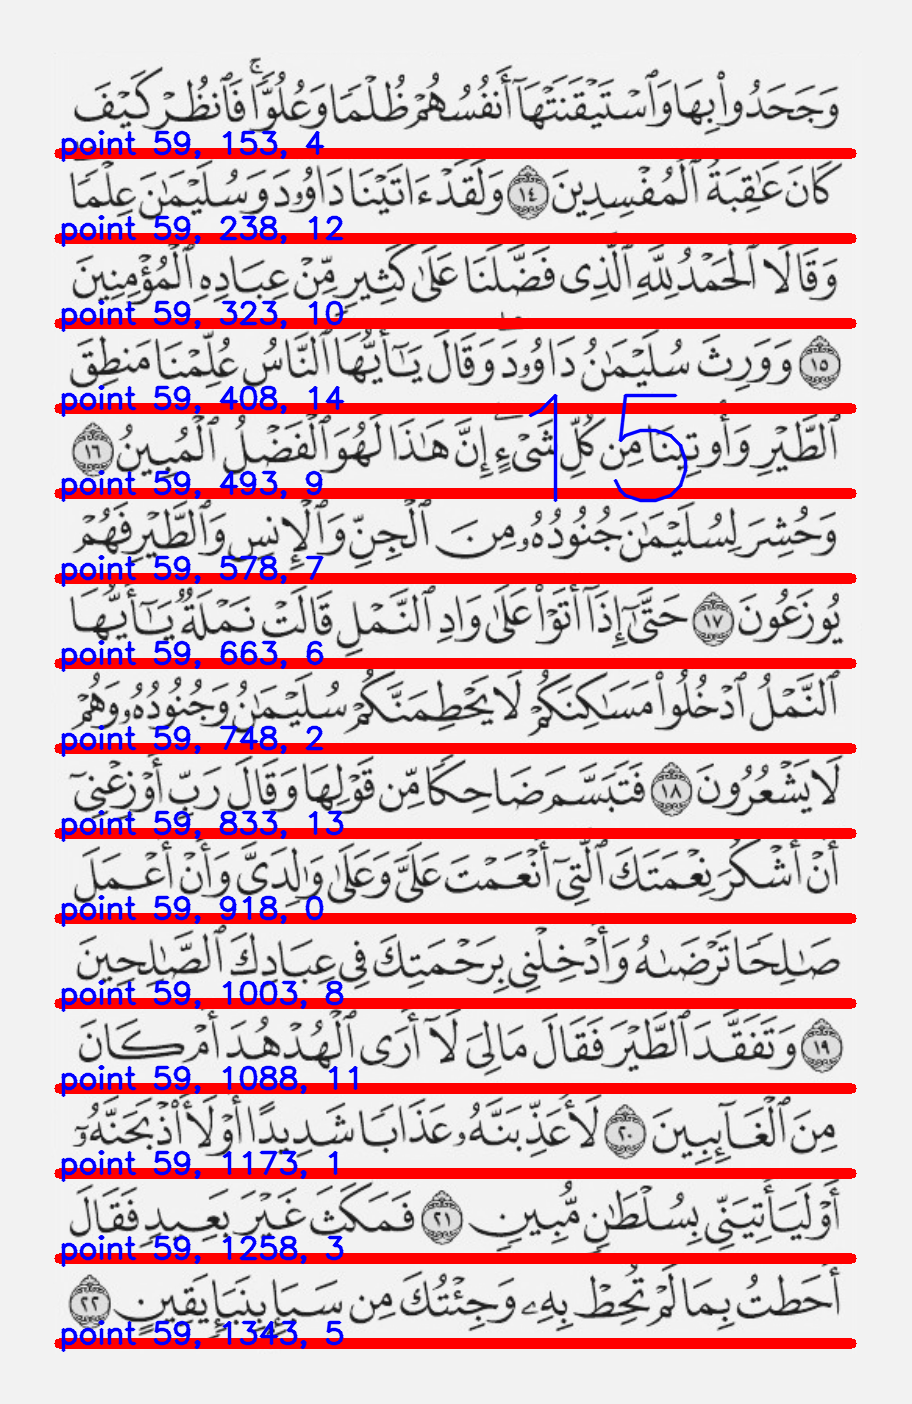 وَجَحَدُوا۟ بِهَا وَٱسْتَيْقَنَتْهَآ أَنفُسُهُمْ ظُلْمًا وَعُلُوًّا ۚ فَٱنظُرْ كَيْفَ
point 59, 153, 4
كَانَ عَٰقِبَةُ ٱلْمُفْسِدِينَ ١٤ وَلَقَدْ ءَاتَيْنَا دَاوُۥدَ وَسُلَيْمَٰنَ عِلْمًا
point 59, 238, 12
وَقَالَا ٱلْحَمْدُ لِلَّهِ ٱلَّذِى فَضَّلَنَا عَلَىٰ كَثِيرٍ مِّنْ عِبَادِهِ ٱلْمُؤْمِنِينَ
point 59, 323, 10
١٥ وَوَرِثَ سُلَيْمَٰنُ دَاوُۥدَ وَقَالَ يَٰٓأَيُّهَا ٱلنَّاسُ عُلِّمْنَا مَنطِقَ
point 59, 408, 14
15
ٱلطَّيْرِ وَأُوتِينَا مِن كُلِّ شَىْءٍ إِنَّ هَٰذَا لَهُوَ ٱلْفَضْلُ ٱلْمُبِينُ ١٦
point 59, 493, 9
وَحُشِرَ لِسُلَيْمَٰنَ جُنُودُهُۥ مِنَ ٱلْجِنِّ وَٱلْإِنسِ وَٱلطَّيْرِ فَهُمْ
point 59, 578, 7
يُوزَعُونَ ١٧ حَتَّىٰٓ إِذَآ أَتَوْا۟ عَلَىٰ وَادِ ٱلنَّمْلِ قَالَتْ نَمْلَةٌ يَٰٓأَيُّهَا
point 59, 663, 6
ٱلنَّمْلُ ٱدْخُلُوا۟ مَسَٰكِنَكُمْ لَا يَحْطِمَنَّكُمْ سُلَيْمَٰنُ وَجُنُودُهُۥ وَهُمْ
point 59, 748, 2
لَا يَشْعُرُونَ ١٨ فَتَبَسَّمَ ضَاحِكًا مِّن قَوْلِهَا وَقَالَ رَبِّ أَوْزِعْنِىٓ
point 59, 833, 13
أَنْ أَشْكُرَ نِعْمَتَكَ ٱلَّتِىٓ أَنْعَمْتَ عَلَىَّ وَعَلَىٰ وَٰلِدَىَّ وَأَنْ أَعْمَلَ
point 59, 918, 0
صَٰلِحًا تَرْضَىٰهُ وَأَدْخِلْنِى بِرَحْمَتِكَ فِى عِبَادِكَ ٱلصَّٰلِحِينَ
point 59, 1003, 8
١٩ وَتَفَقَّدَ ٱلطَّيْرَ فَقَالَ مَالِىَ لَآ أَرَى ٱلْهُدْهُدَ أَمْ كَانَ
point 59, 1088, 11
مِنَ ٱلْغَآئِبِينَ ٢٠ لَأُعَذِّبَنَّهُۥ عَذَابًا شَدِيدًا أَوْ لَأَا۟ذْبَحَنَّهُۥٓ
point 59, 1173, 1
أَوْ لَيَأْتِيَنِّى بِسُلْطَٰنٍ مُّبِينٍ ٢١ فَمَكَثَ غَيْرَ بَعِيدٍ فَقَالَ
point 59, 1258, 3
أَحَطتُ بِمَا لَمْ تُحِطْ بِهِۦ وَجِئْتُكَ مِن سَبَإٍۭ بِنَبَإٍ يَقِينٍ ٢٢
point 59, 1343, 5